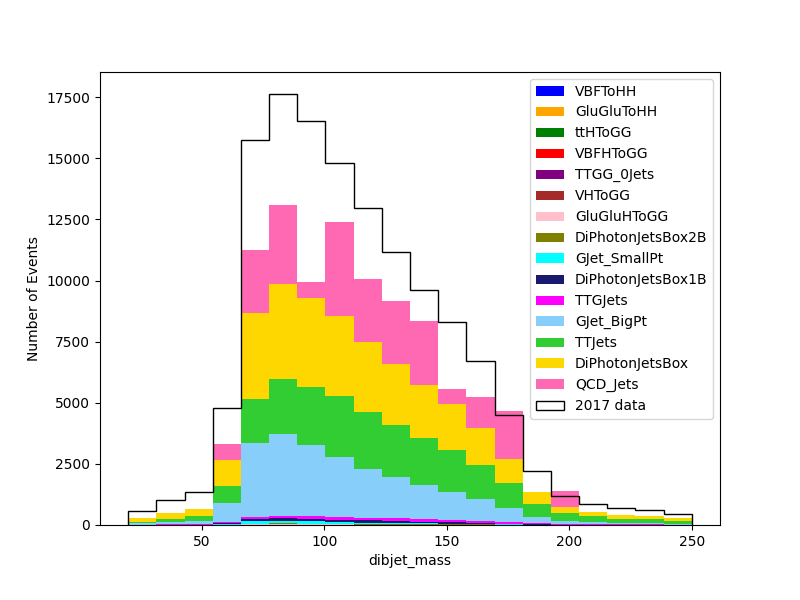 17500
15000
12500
10000
7500
5000
2500
0
Number of Events
50
100
150
200
250
dibjet_mass
VBFToHH
GluGluToHH
ttHToGG
VBFHToGG
TTGG_0Jets
VHToGG
GluGluHToGG
DiPhotonJetsBox2B
GJet_SmallPt
DiPhotonJetsBox1B
TTGJets
GJet_BigPt
TTJets
DiPhotonJetsBox
QCD_Jets
2017 data